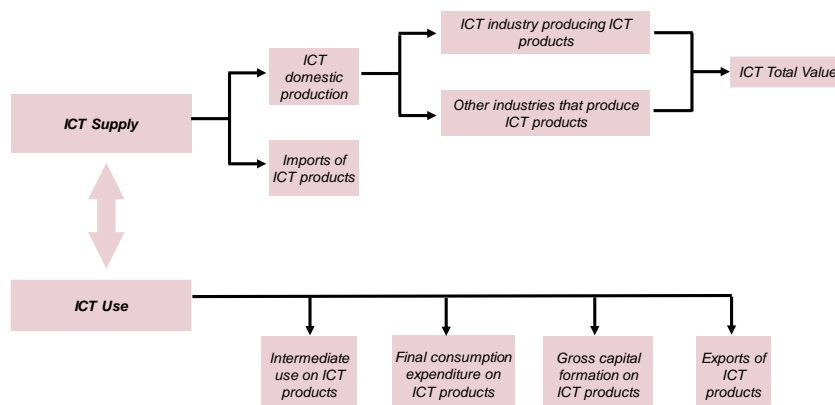 ICT industry producing ICT
products
ICT
domestic
production
ICT Total Value
Other industries that produce
ICT products
ICT Supply
Imports of
ICT products
ICT Use
Intermediate
use on ICT
products
Final consumption
expenditure on
ICT products
Gross capital
formation on
ICT products
Exports of
ICT
products